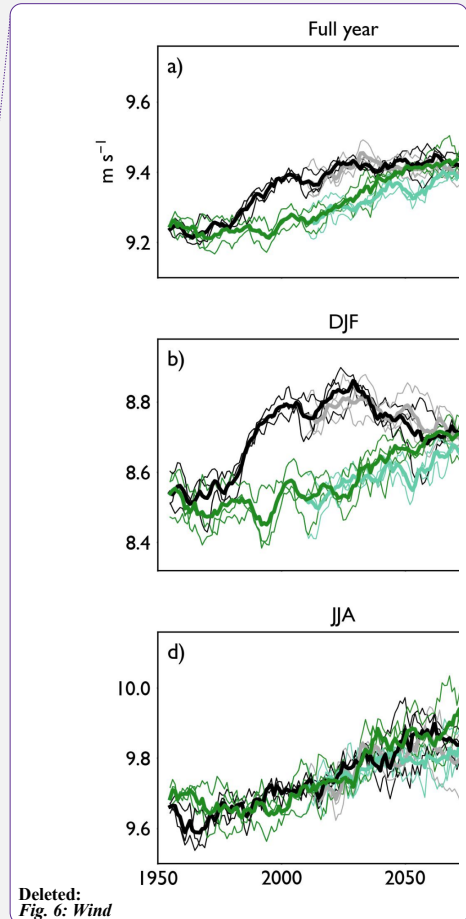 Full year
a)
9.6
9.4
9.2
m s⁻¹
DJF
b)
8.8
8.6
8.4
JJA
d)
10.0
9.8
9.6
1950 2000 2050
Deleted:
Fig. 6: Wind